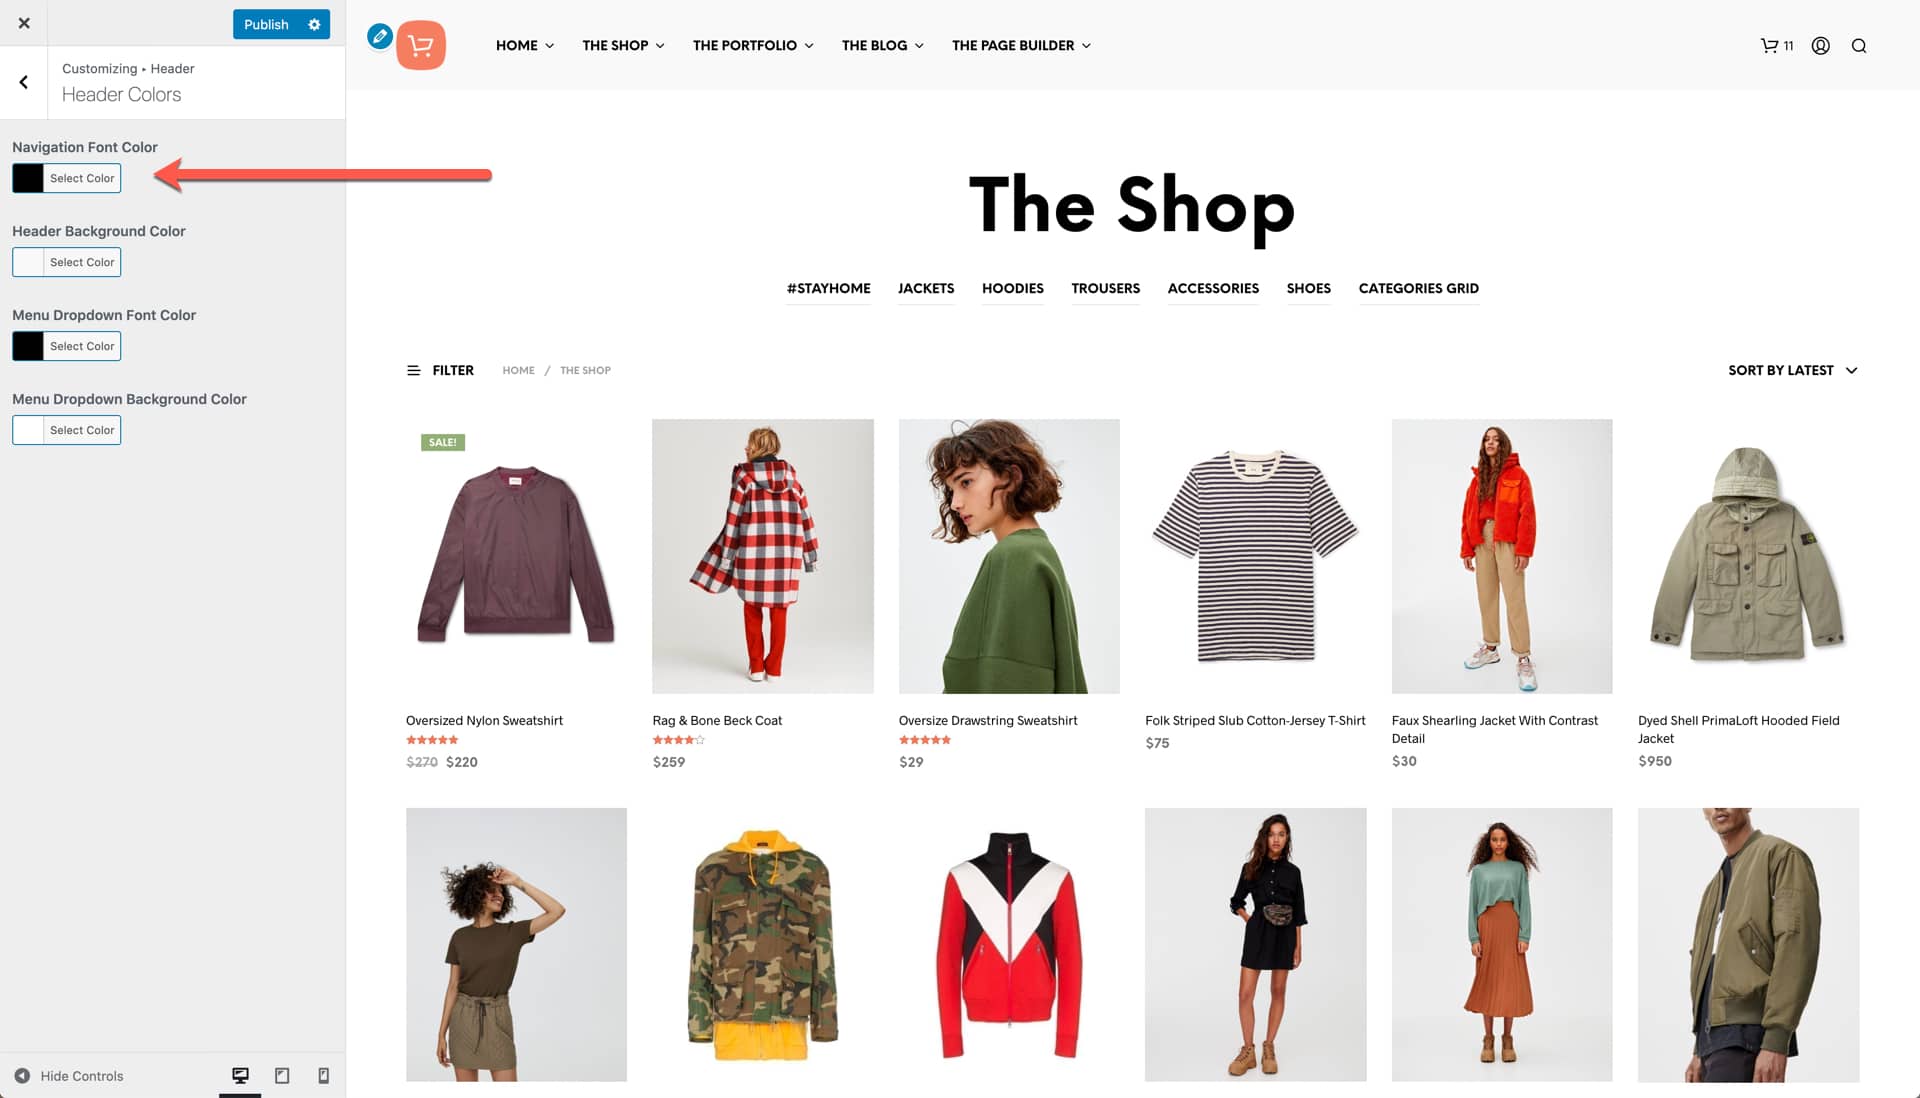 Publish
Customizing ▸ Header
Header Colors
Navigation Font Color
Select Color
Header Background Color
Select Color
Menu Dropdown Font Color
Select Color
Menu Dropdown Background Color
Select Color
Hide Controls
HOME THE SHOP THE PORTFOLIO THE BLOG THE PAGE BUILDER 11
The Shop
#STAYHOME JACKETS HOODIES TROUSERS ACCESSORIES SHOES CATEGORIES GRID
FILTER HOME / THE SHOP SORT BY LATEST
SALE!
Oversized Nylon Sweatshirt
$270 $220
Rag & Bone Beck Coat
$259
Oversize Drawstring Sweatshirt
$29
Folk Striped Slub Cotton-Jersey T-Shirt
$75
Faux Shearling Jacket With Contrast
Detail
$30
Dyed Shell PrimaLoft Hooded Field
Jacket
$950